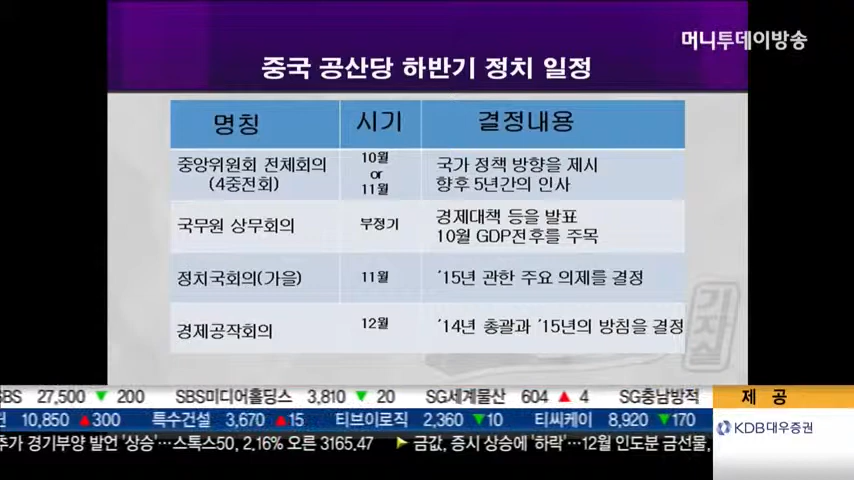 머니투데이방송
중국 공산당 하반기 정치 일정
명칭 시기 결정내용
중앙위원회 전체회의
(4중전회)
10월
or
11월
국가 정책 방향을 제시
향후 5년간의 인사
국무원 상무회의
부정기
경제대책 등을 발표
10월 GDP전후를 주목
정치국회의(가을) 11월 ′15년 관한 주요 의제를 결정
경제공작회의 12월 ′14년 총괄과 ′15년의 방침을 결정
기자실
SBS 27,500 ▼ 200 SBS미디어홀딩스 3,810 ▼ 20 SG세계물산 604 ▲ 4 SG충남방적
제 공
10,850 ▲300 특수건설 3,670 ▲15 티브이로직 2,360 ▼10 티씨케이 8,920 ▼170
KDB대우증권
추가 경기부양 발언 '상승'…스톡스50, 2.16% 오른 3165.47 ▶ 금값, 증시 상승에 '하락'…12월 인도분 금선물,